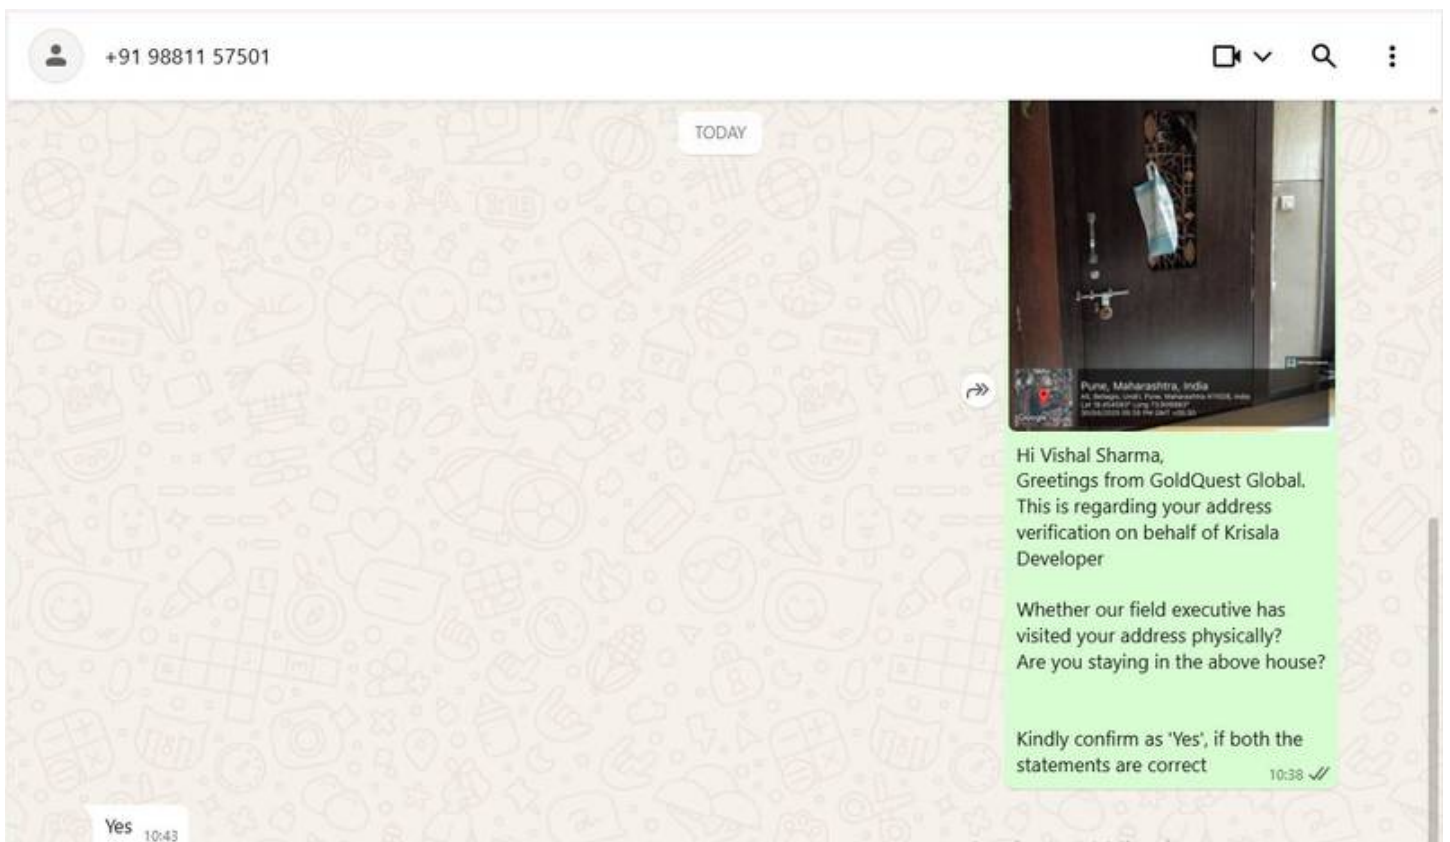 +91 98811 57501
TODAY
Pune, Maharashtra, India
Google
Hi Vishal Sharma,
Greetings from GoldQuest Global.
This is regarding your address
verification on behalf of Krisala
Developer
Whether our field executive has
visited your address physically?
Are you staying in the above house?
Kindly confirm as 'Yes', if both the
statements are correct
10:38
Yes 10:43